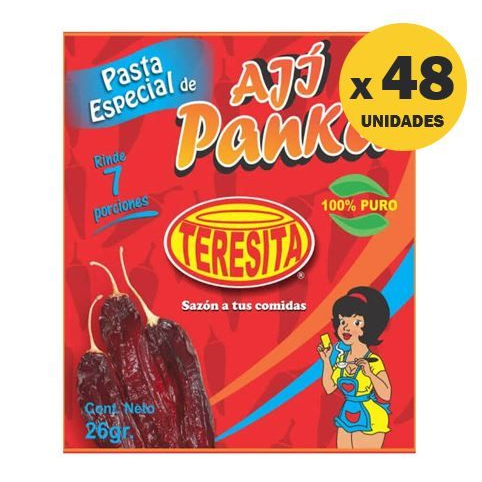 x 48
UNIDADES
Pasta
Especial de
AJÍ
Panka
Rinde
7
porciones
100% PURO
TERESITA
®
Sazón a tus comidas
Cont. Neto
26gr.